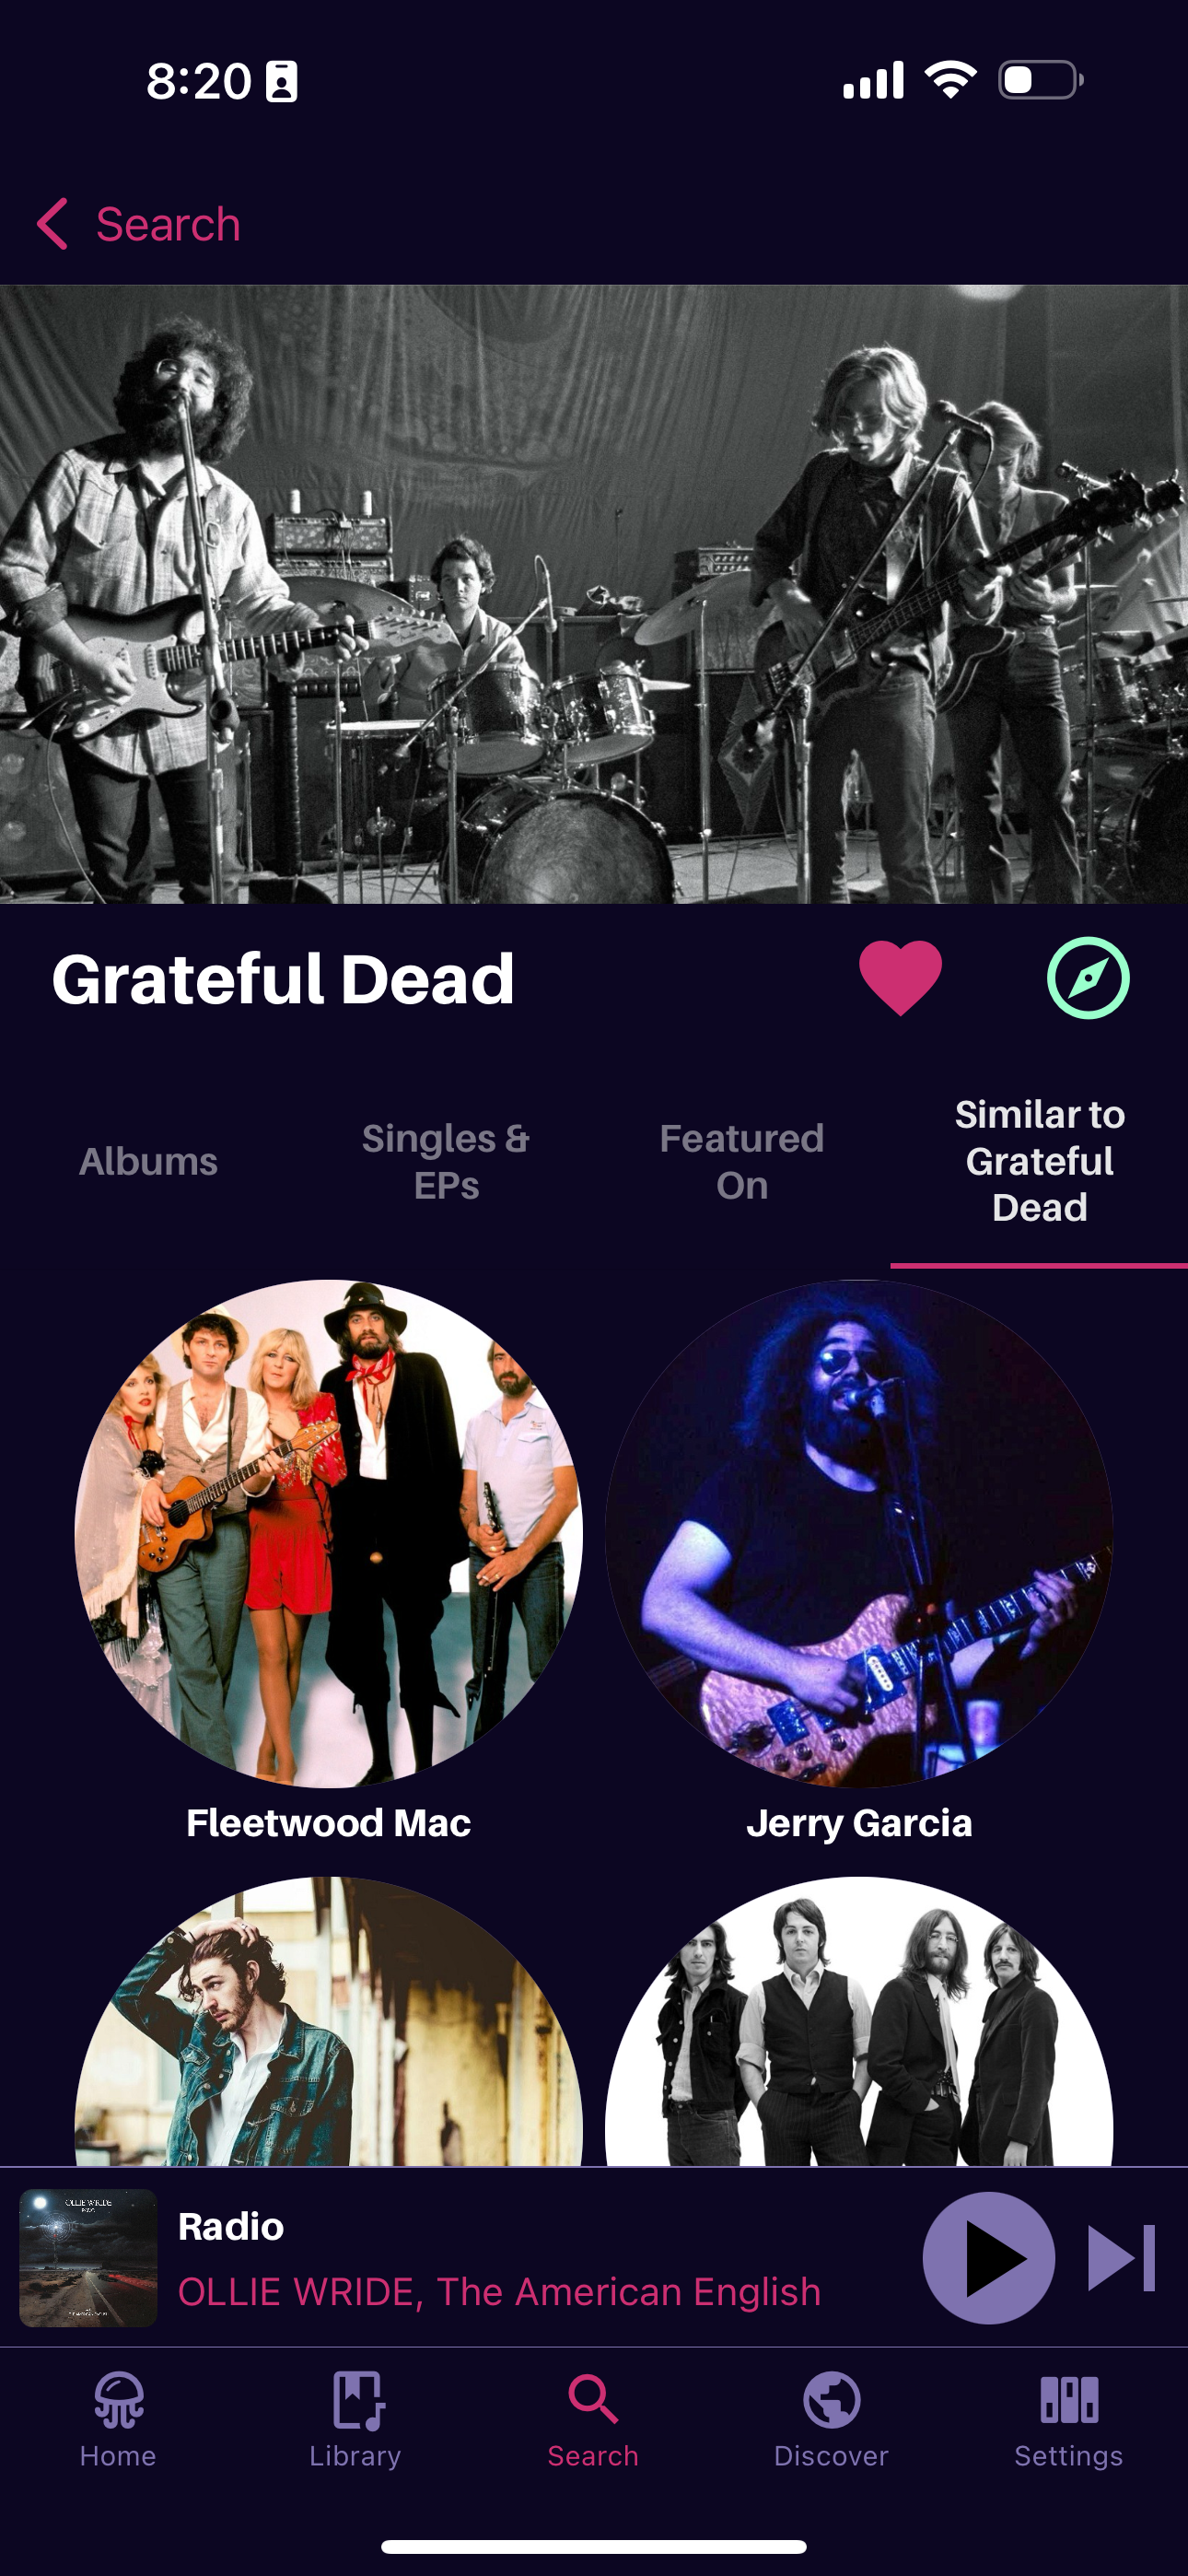 8:20
Search
Grateful Dead
Albums
Singles &
EPs
Featured
On
Similar to
Grateful
Dead
Fleetwood Mac
Jerry Garcia
OLLIE WRIDE
Radio
OLLIE WRIDE, The American English
Home
Library
Search
Discover
Settings